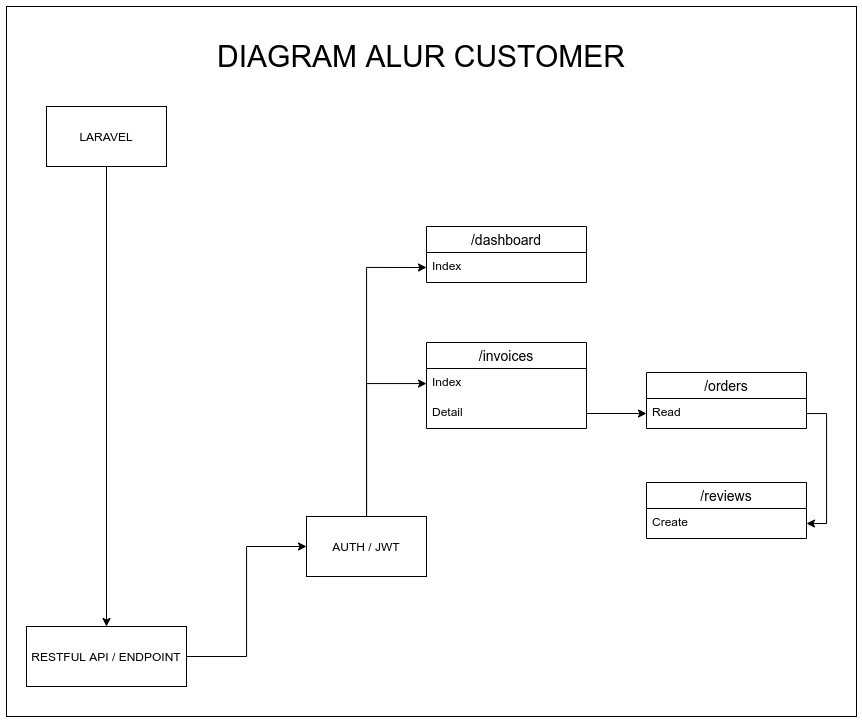 DIAGRAM ALUR CUSTOMER
LARAVEL
/dashboard
Index
/invoices
Index
Detail
/orders
Read
/reviews
Create
AUTH / JWT
RESTFUL API / ENDPOINT